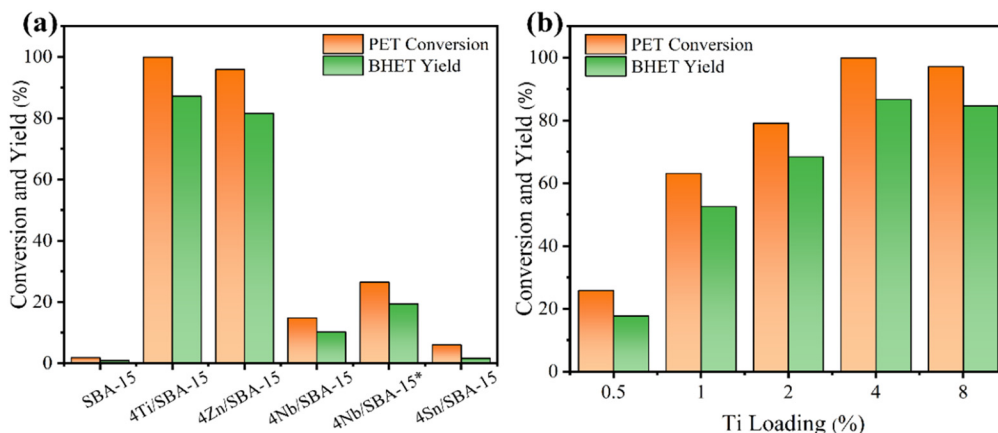 (a)
PET Conversion
BHET Yield
Conversion and Yield (%)
100
80
60
40
20
0
SBA-15
4Ti/SBA-15
4Zn/SBA-15
4Nb/SBA-15
4Nb/SBA-15*
4Sn/SBA-15
(b)
PET Conversion
BHET Yield
Conversion and Yield (%)
100
80
60
40
20
0
0.5
1
2
4
8
Ti Loading (%)